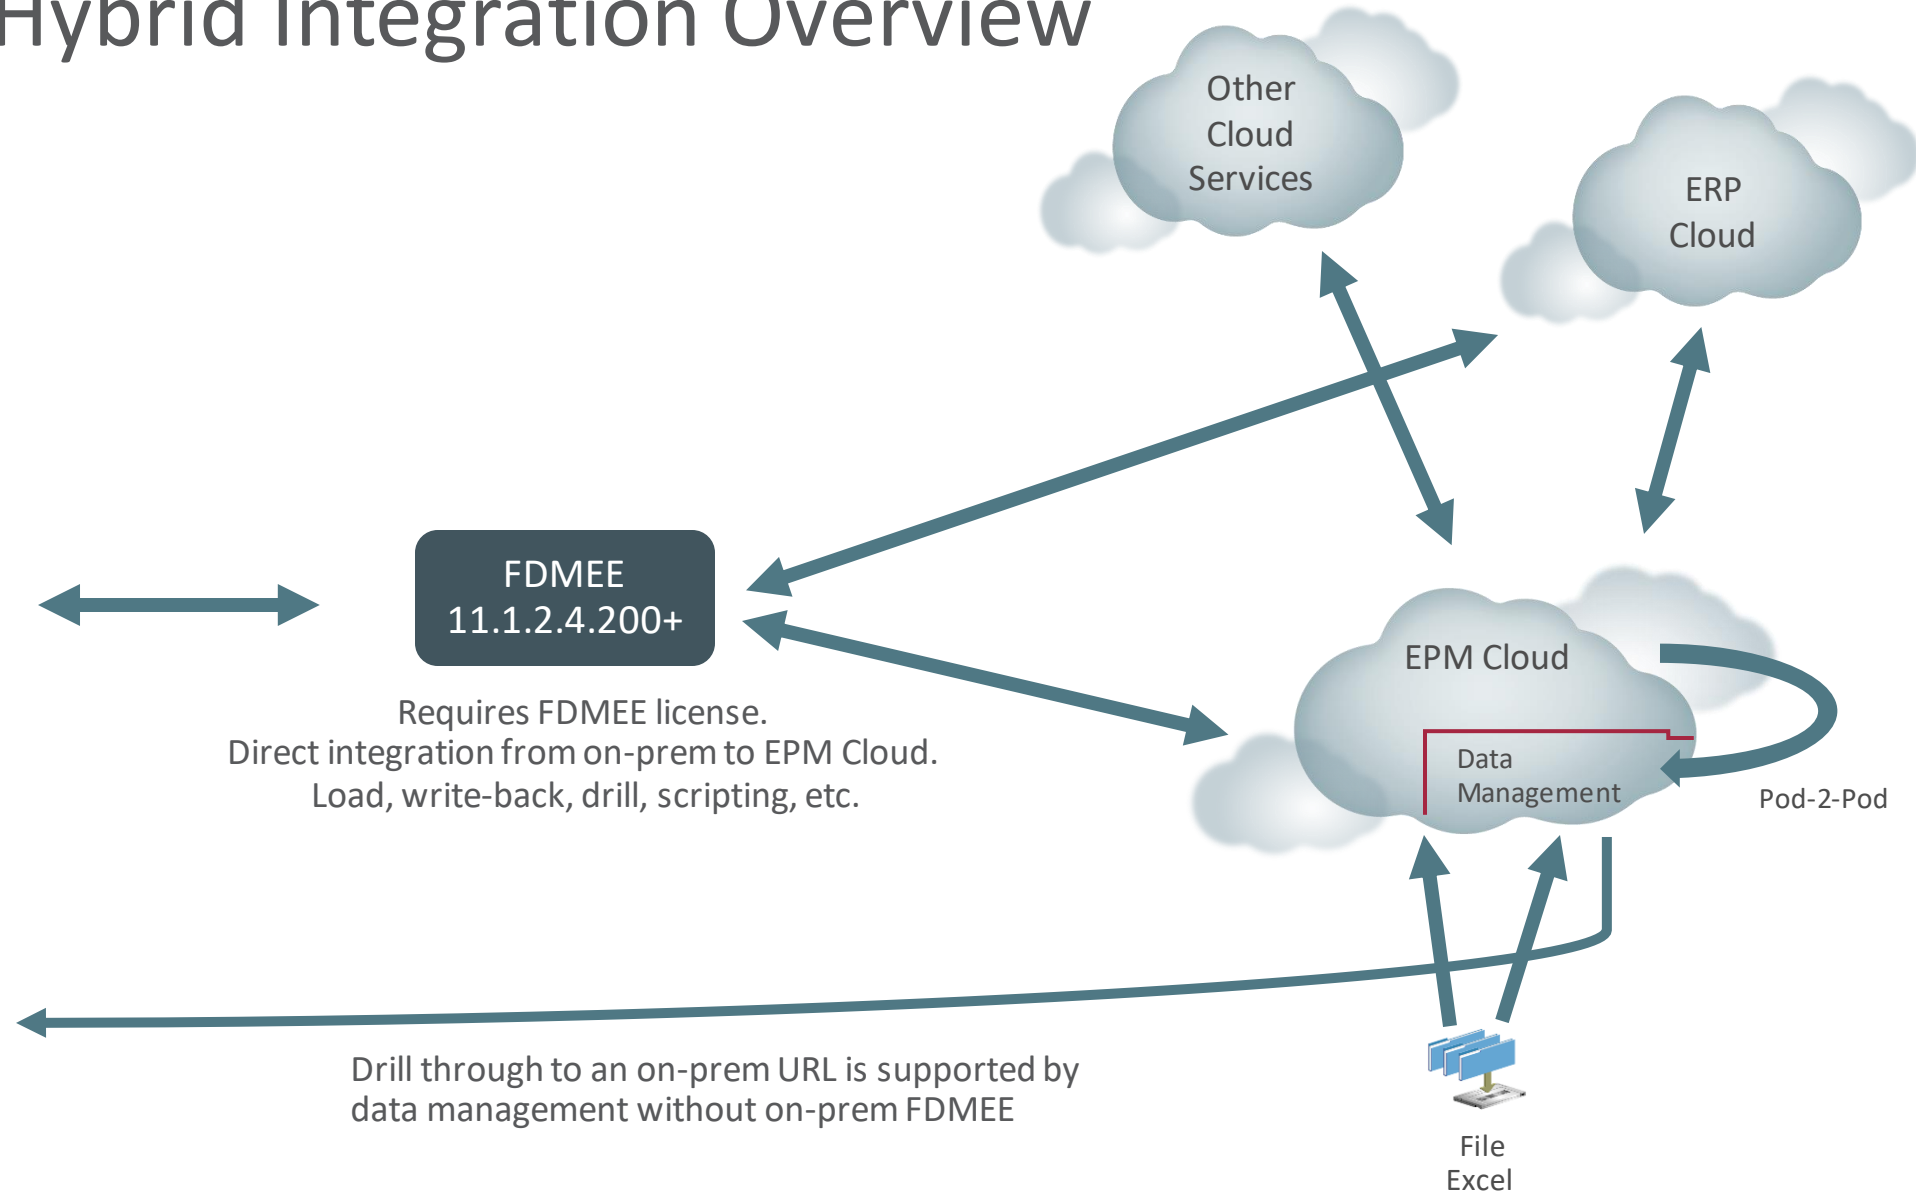 Hybrid Integration Overview
Other
Cloud
Services
ERP
Cloud
FDMEE
11.1.2.4.200+
Requires FDMEE license.
Direct integration from on-prem to EPM Cloud.
Load, write-back, drill, scripting, etc.
EPM Cloud
Data
Management
Pod-2-Pod
Drill through to an on-prem URL is supported by
data management without on-prem FDMEE
File
Excel